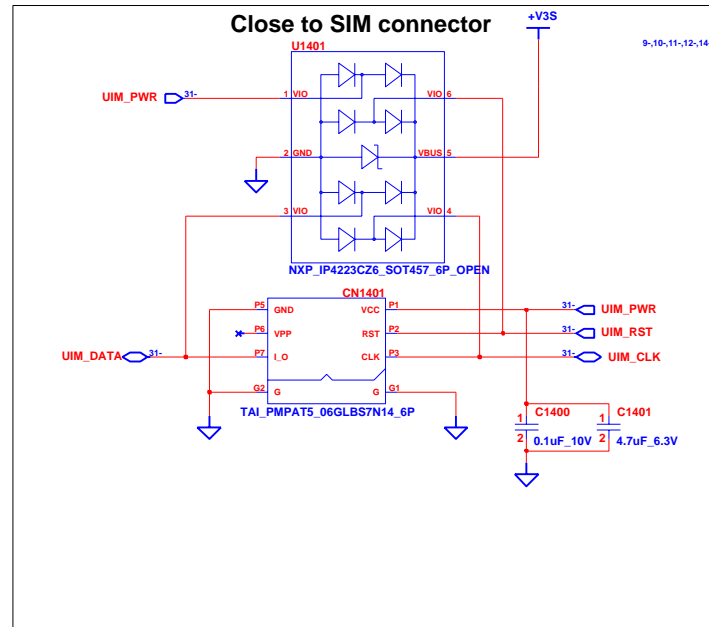 Close to SIM connector
+V3S
9-,10-,11-,12-,14-
U1401
UIM_PWR 31- 1 VIO VIO 6
2 GND VBUS 5
3 VIO VIO 4
NXP_IP4223CZ6_SOT457_6P_OPEN
CN1401
P5 GND VCC P1 31- UIM_PWR
P6 VPP RST P2 31- UIM_RST
UIM_DATA 31- P7 I_O CLK P3 31- UIM_CLK
G2 G G G1
TAI_PMPAT5_06GLBS7N14_6P
C1400 C1401
1 1
2 2
0.1uF_10V 4.7uF_6.3V